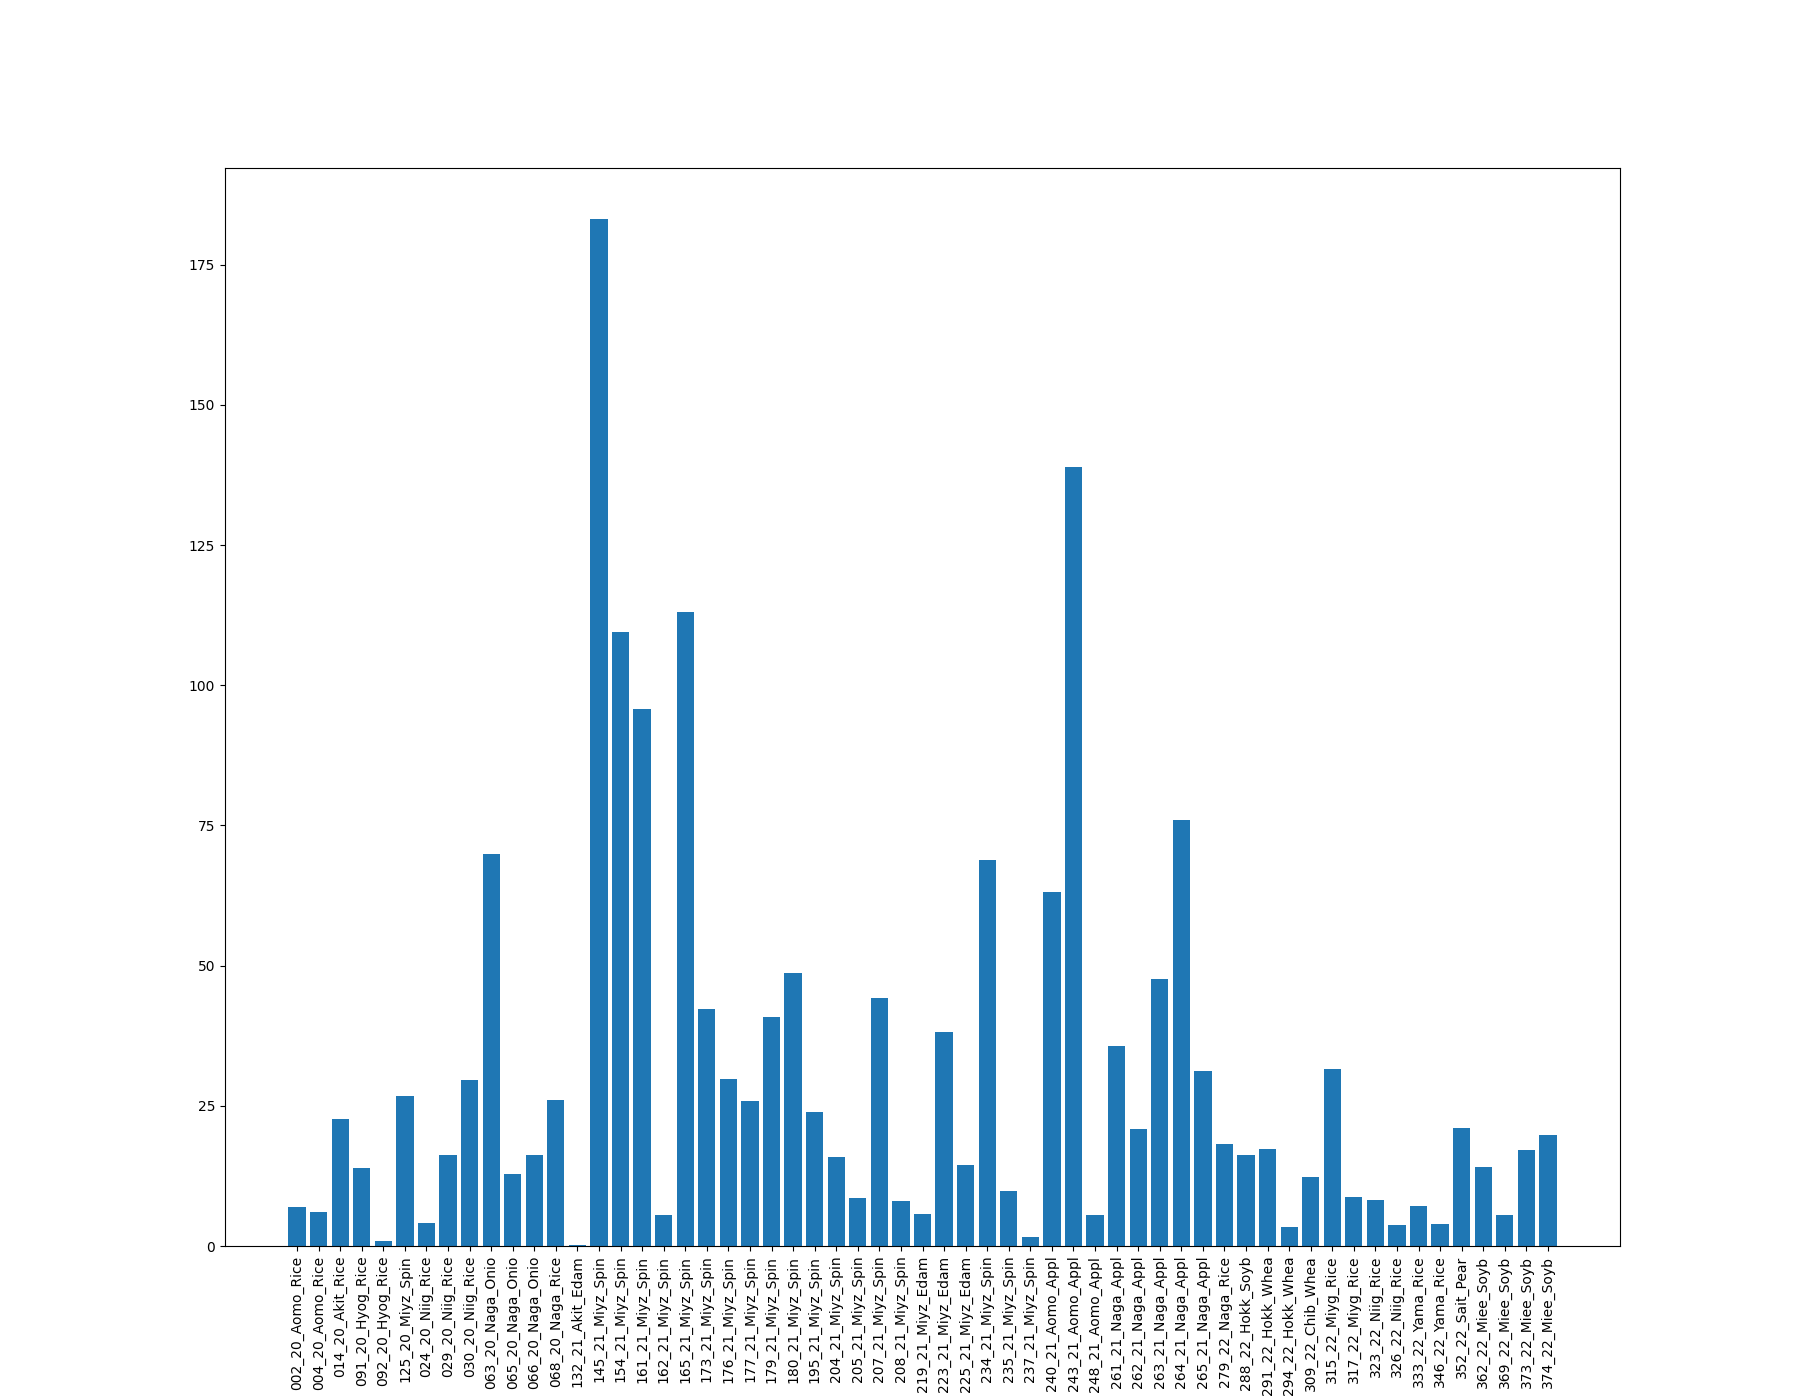 175
150
125
100
75
50
25
0
002_20_Aomo_Rice
004_20_Aomo_Rice
014_20_Akit_Rice
091_20_Hyog_Rice
092_20_Hyog_Rice
125_20_Miyz_Spin
024_20_Niig_Rice
029_20_Niig_Rice
030_20_Niig_Rice
063_20_Naga_Onio
065_20_Naga_Onio
066_20_Naga_Onio
068_20_Naga_Rice
132_21_Akit_Edam
145_21_Miyz_Spin
154_21_Miyz_Spin
161_21_Miyz_Spin
162_21_Miyz_Spin
165_21_Miyz_Spin
173_21_Miyz_Spin
176_21_Miyz_Spin
177_21_Miyz_Spin
179_21_Miyz_Spin
180_21_Miyz_Spin
195_21_Miyz_Spin
204_21_Miyz_Spin
205_21_Miyz_Spin
207_21_Miyz_Spin
208_21_Miyz_Spin
219_21_Miyz_Edam
223_21_Miyz_Edam
225_21_Miyz_Edam
234_21_Miyz_Spin
235_21_Miyz_Spin
237_21_Miyz_Spin
240_21_Aomo_Appl
243_21_Aomo_Appl
248_21_Aomo_Appl
261_21_Naga_Appl
262_21_Naga_Appl
263_21_Naga_Appl
264_21_Naga_Appl
265_21_Naga_Appl
279_22_Naga_Rice
288_22_Hokk_Soyb
291_22_Hokk_Whea
294_22_Hokk_Whea
309_22_Chib_Whea
315_22_Miyg_Rice
317_22_Miyg_Rice
323_22_Niig_Rice
326_22_Niig_Rice
333_22_Yama_Rice
346_22_Yama_Rice
352_22_Sait_Pear
362_22_Miee_Soyb
369_22_Miee_Soyb
373_22_Miee_Soyb
374_22_Miee_Soyb